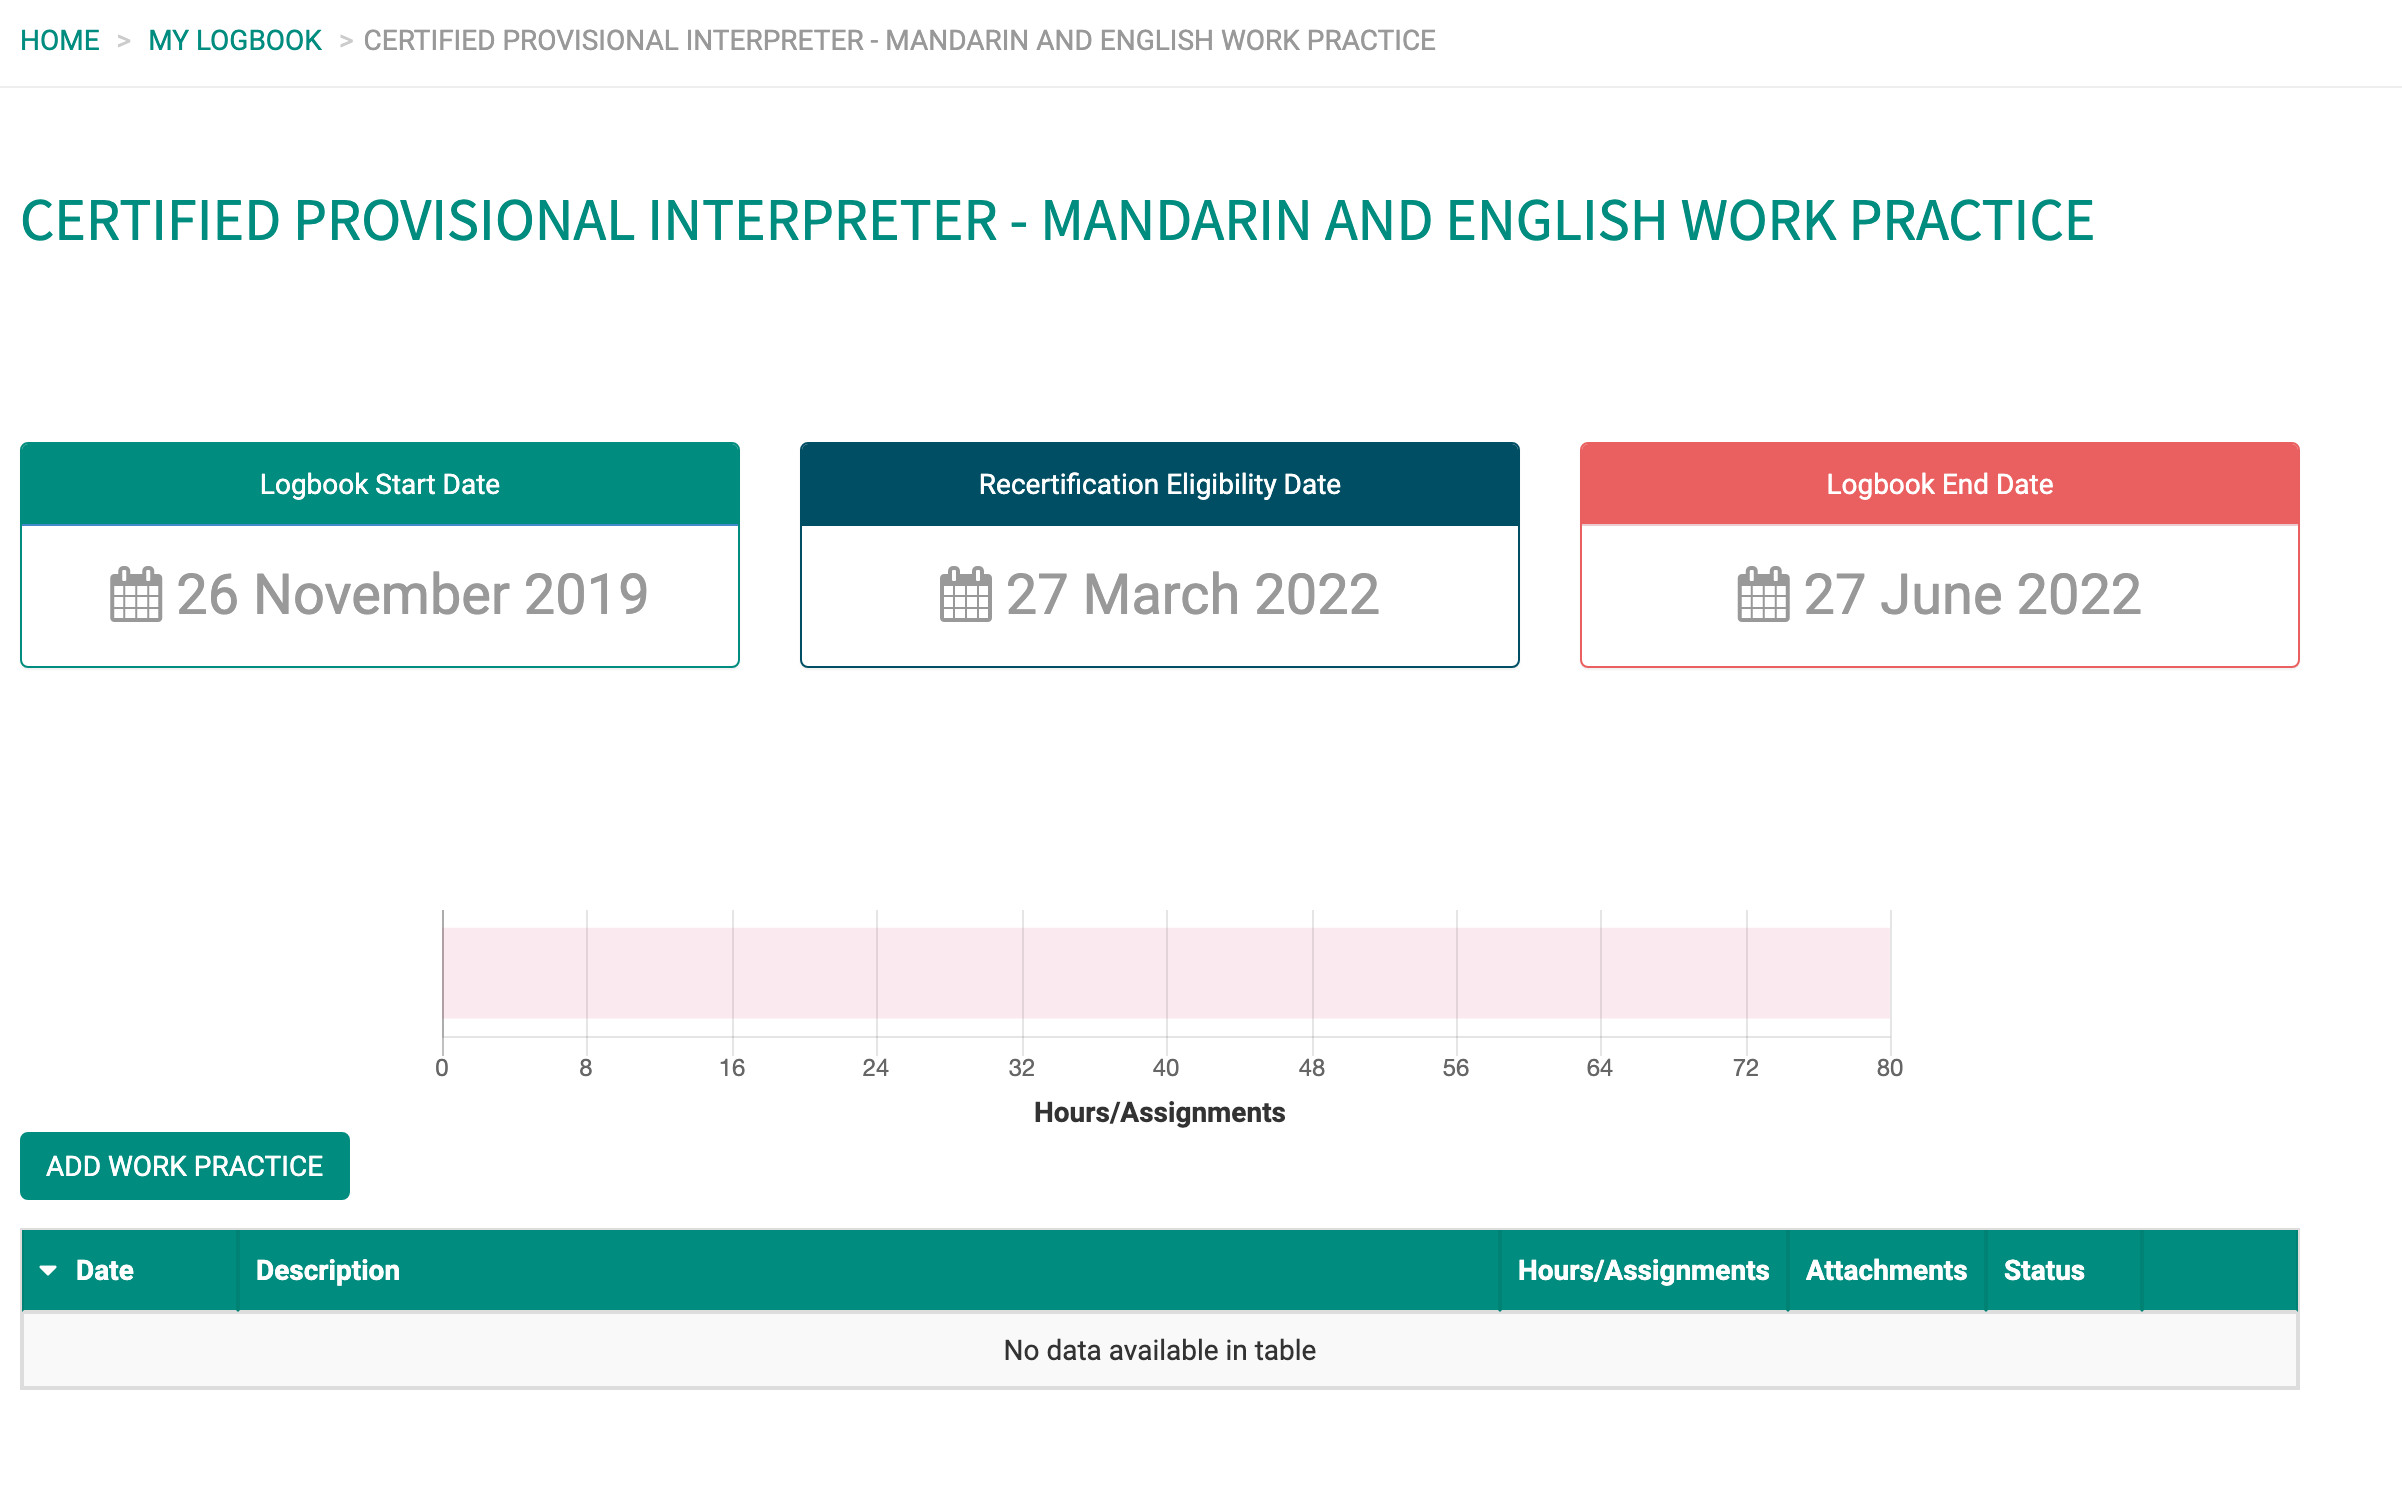 HOME > MY LOGBOOK > CERTIFIED PROVISIONAL INTERPRETER - MANDARIN AND ENGLISH WORK PRACTICE
CERTIFIED PROVISIONAL INTERPRETER - MANDARIN AND ENGLISH WORK PRACTICE
Logbook Start Date
26 November 2019
Recertification Eligibility Date
27 March 2022
Logbook End Date
27 June 2022
0 8 16 24 32 40 48 56 64 72 80
Hours/Assignments
ADD WORK PRACTICE
Date Description Hours/Assignments Attachments Status
No data available in table